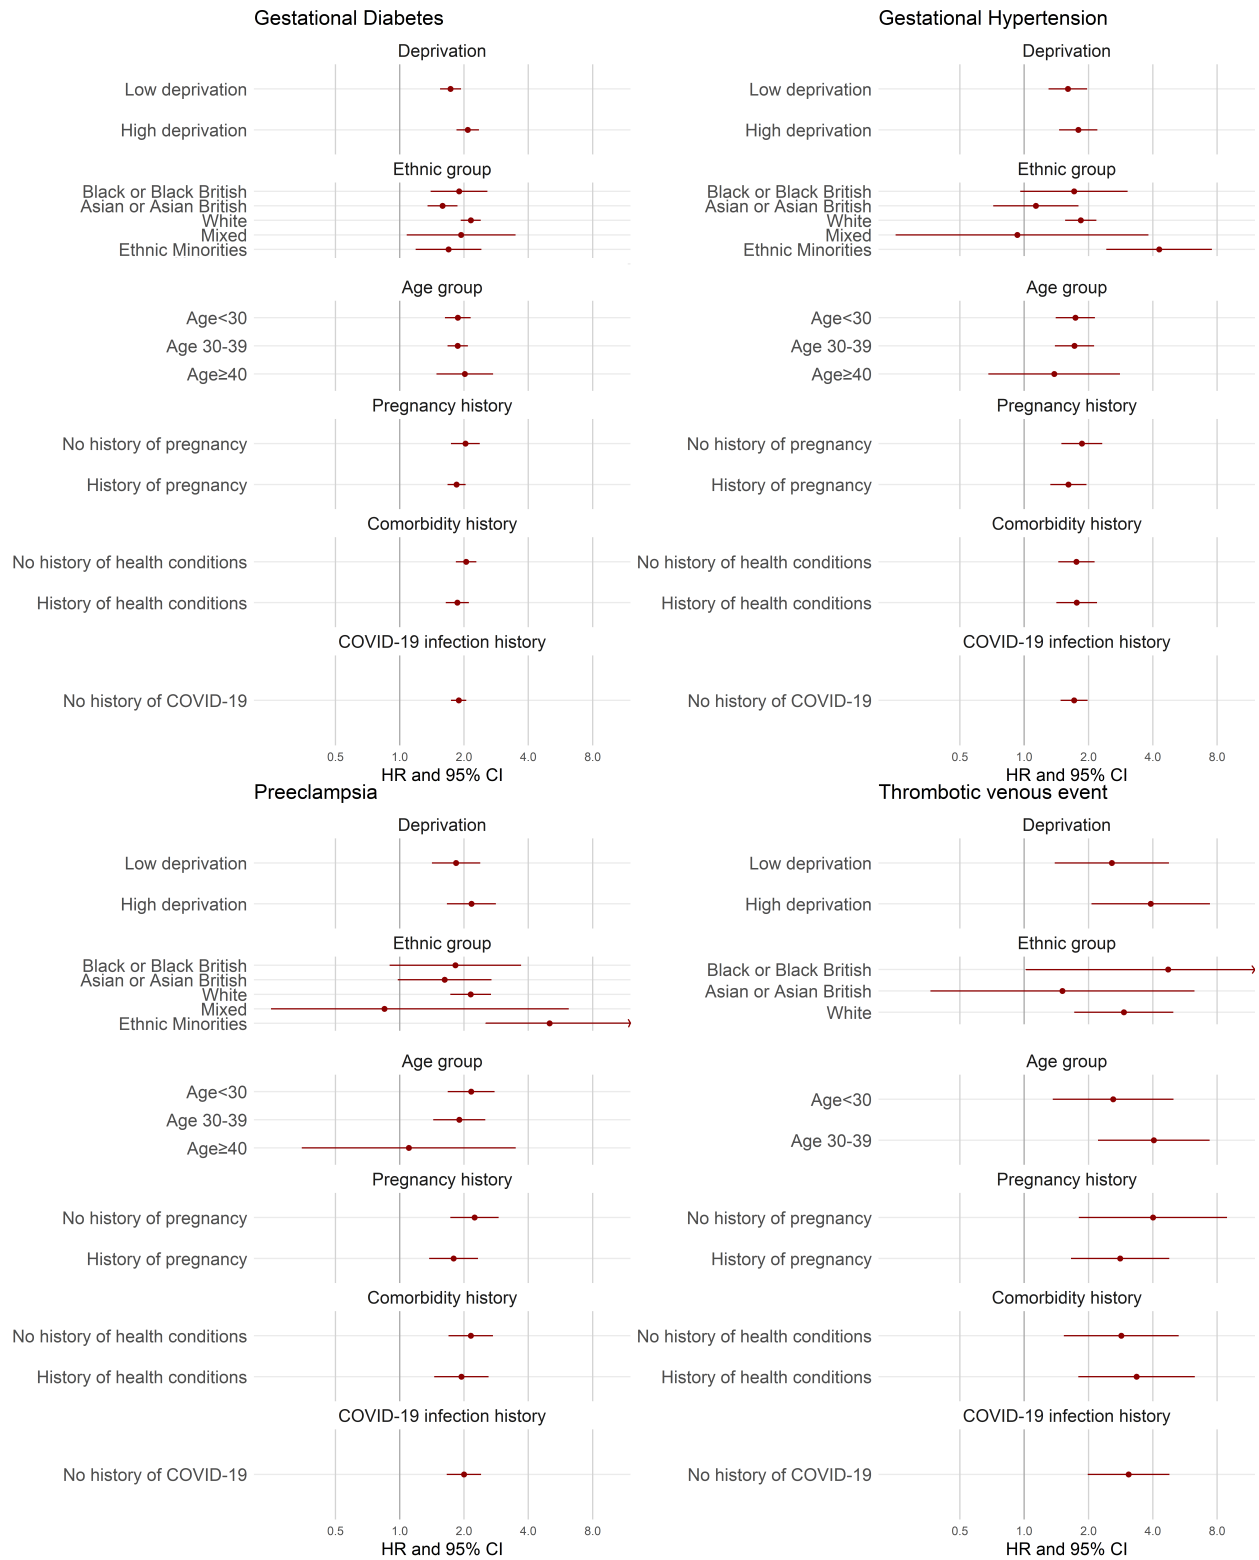 Gestational Diabetes
Deprivation
Low deprivation
High deprivation
Ethnic group
Black or Black British
Asian or Asian British
White
Mixed
Ethnic Minorities
Age group
Age<30
Age 30-39
Age≥40
Pregnancy history
No history of pregnancy
History of pregnancy
Comorbidity history
No history of health conditions
History of health conditions
COVID-19 infection history
No history of COVID-19
0.5 1.0 2.0 4.0 8.0
HR and 95% CI
Gestational Hypertension
Deprivation
Low deprivation
High deprivation
Ethnic group
Black or Black British
Asian or Asian British
White
Mixed
Ethnic Minorities
Age group
Age<30
Age 30-39
Age≥40
Pregnancy history
No history of pregnancy
History of pregnancy
Comorbidity history
No history of health conditions
History of health conditions
COVID-19 infection history
No history of COVID-19
0.5 1.0 2.0 4.0 8.0
HR and 95% CI
Preeclampsia
Deprivation
Low deprivation
High deprivation
Ethnic group
Black or Black British
Asian or Asian British
White
Mixed
Ethnic Minorities
Age group
Age<30
Age 30-39
Age≥40
Pregnancy history
No history of pregnancy
History of pregnancy
Comorbidity history
No history of health conditions
History of health conditions
COVID-19 infection history
No history of COVID-19
0.5 1.0 2.0 4.0 8.0
HR and 95% CI
Thrombotic venous event
Deprivation
Low deprivation
High deprivation
Ethnic group
Black or Black British
Asian or Asian British
White
Age group
Age<30
Age 30-39
Pregnancy history
No history of pregnancy
History of pregnancy
Comorbidity history
No history of health conditions
History of health conditions
COVID-19 infection history
No history of COVID-19
0.5 1.0 2.0 4.0 8.0
HR and 95% CI